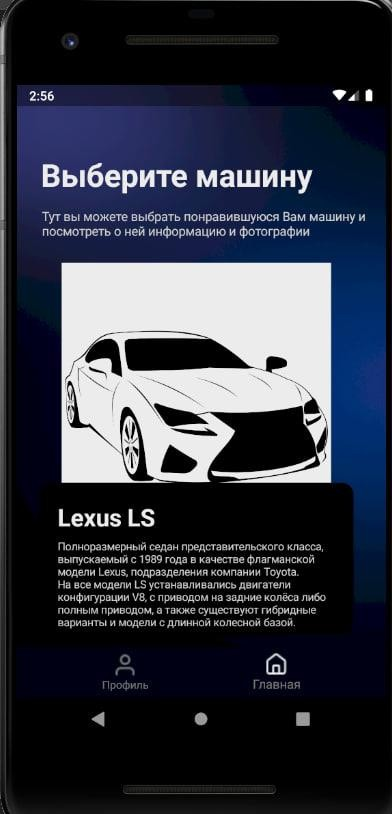 2:56
Выберите машину
Тут вы можете выбрать понравившуюся Вам машину и
посмотреть о ней информацию и фотографии
Lexus LS
Полноразмерный седан представительского класса,
выпускаемый с 1989 года в качестве флагманской
модели Lexus, подразделения компании Toyota.
На все модели LS устанавливались двигатели
конфигурации V8, с приводом на задние колёса либо
полным приводом, а также существуют гибридные
варианты и модели с длинной колесной базой.
Профиль
Главная